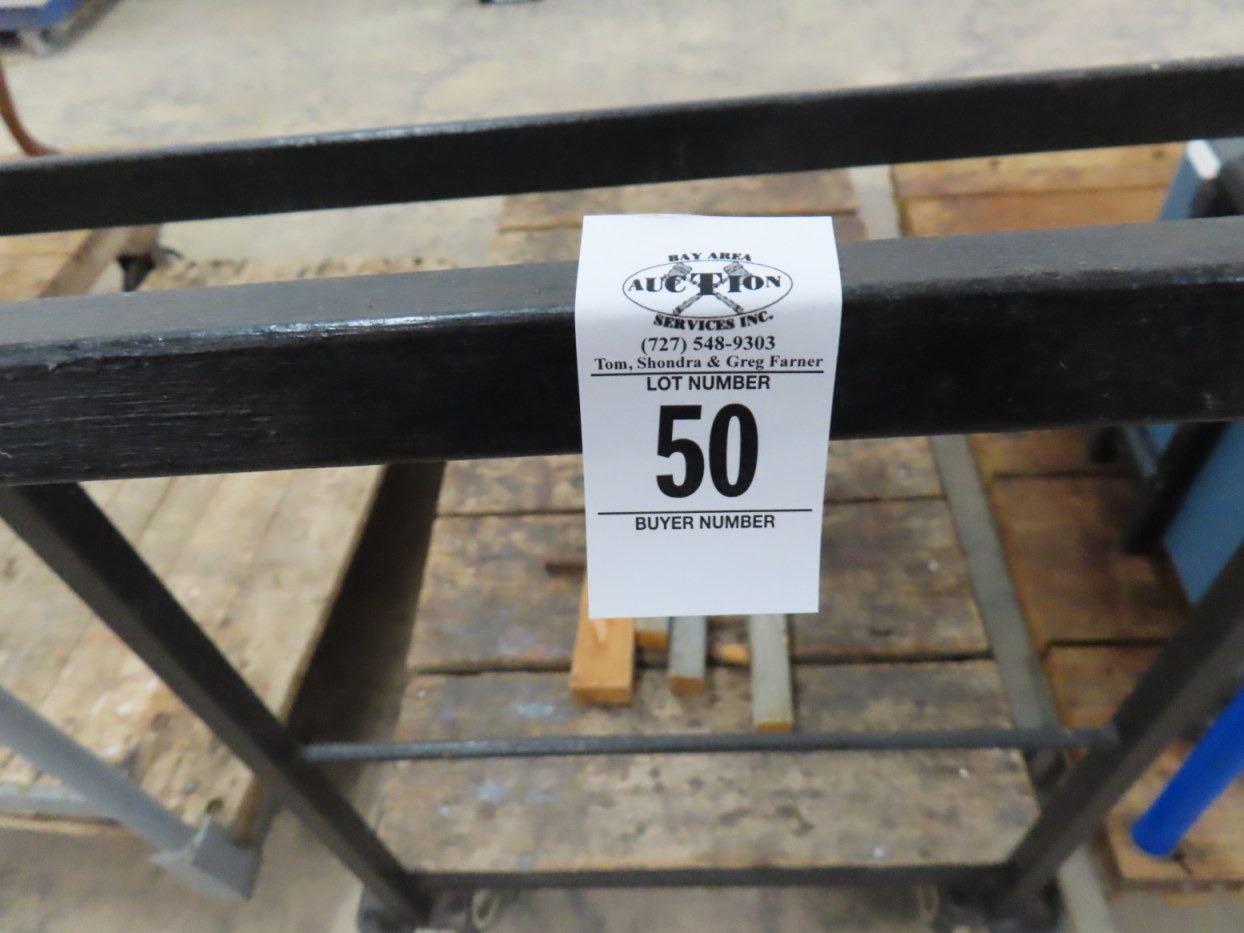 BAY AREA
AUCTION
SERVICES INC.
(727) 548-9303
Tom, Shondra & Greg Farner
LOT NUMBER
50
BUYER NUMBER